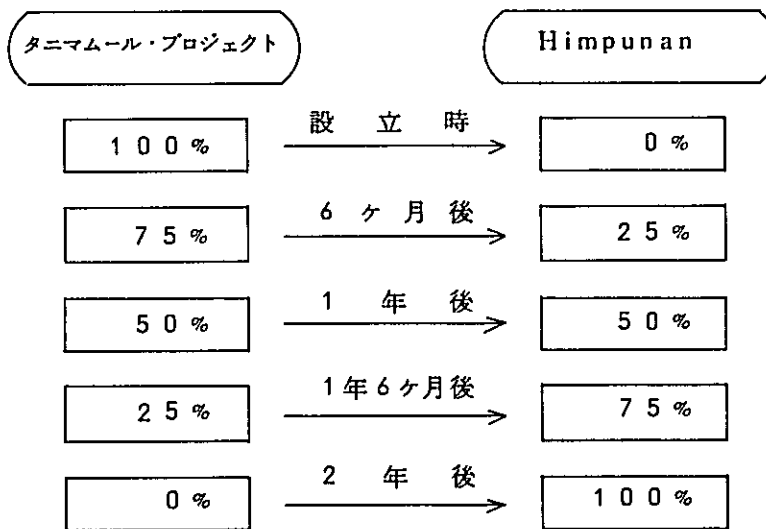 タニマムール・プロジェクト Himpunan
100% 設立時 0%
75% 6ヶ月後 25%
50% 1年後 50%
25% 1年6ヶ月後 75%
0% 2年後 100%